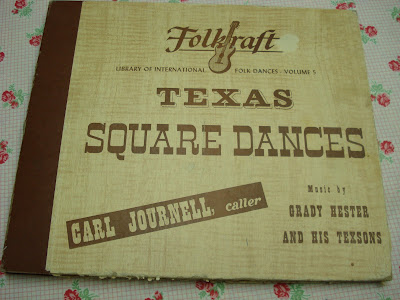 Folkraft
LIBRARY OF INTERNATIONAL FOLK DANCES - VOLUME 5
TEXAS
SQUARE DANCES
CARL JOURNELL, caller
Music by
GRADY HESTER
AND HIS TEXSONS